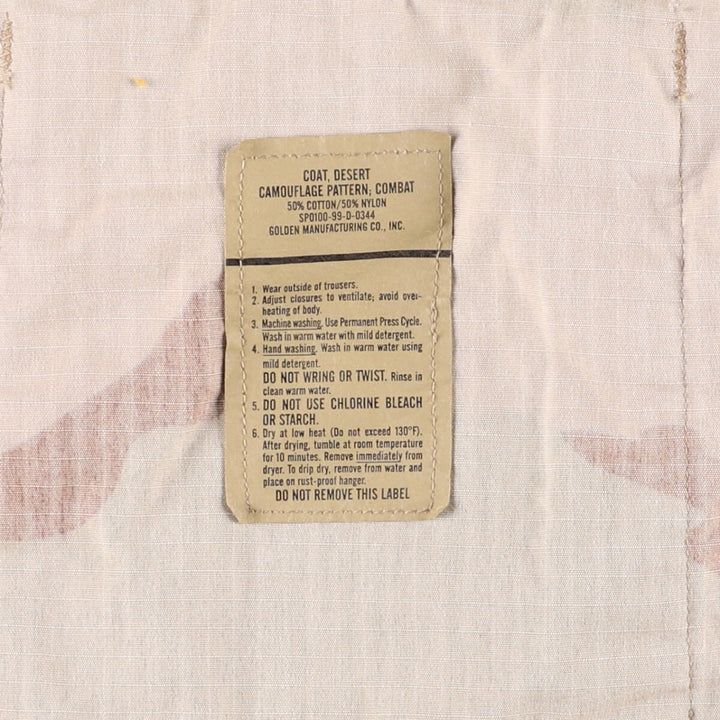 COAT, DESERT
CAMOUFLAGE PATTERN; COMBAT
50% COTTON/50% NYLON
SPO100-99-D-0344
GOLDEN MANUFACTURING CO., INC.
1. Wear outside of trousers.
2. Adjust closures to ventilate; avoid over-
heating of body.
3. Machine washing. Use Permanent Press Cycle.
Wash in warm water with mild detergent.
4. Hand washing. Wash in warm water using
mild detergent.
DO NOT WRING OR TWIST. Rinse in
clean warm water.
5. DO NOT USE CHLORINE BLEACH
OR STARCH.
6. Dry at low heat (Do not exceed 130°F).
After drying, tumble at room temperature
for 10 minutes. Remove immediately from
dryer. To drip dry, remove from water and
place on rust-proof hanger.
DO NOT REMOVE THIS LABEL